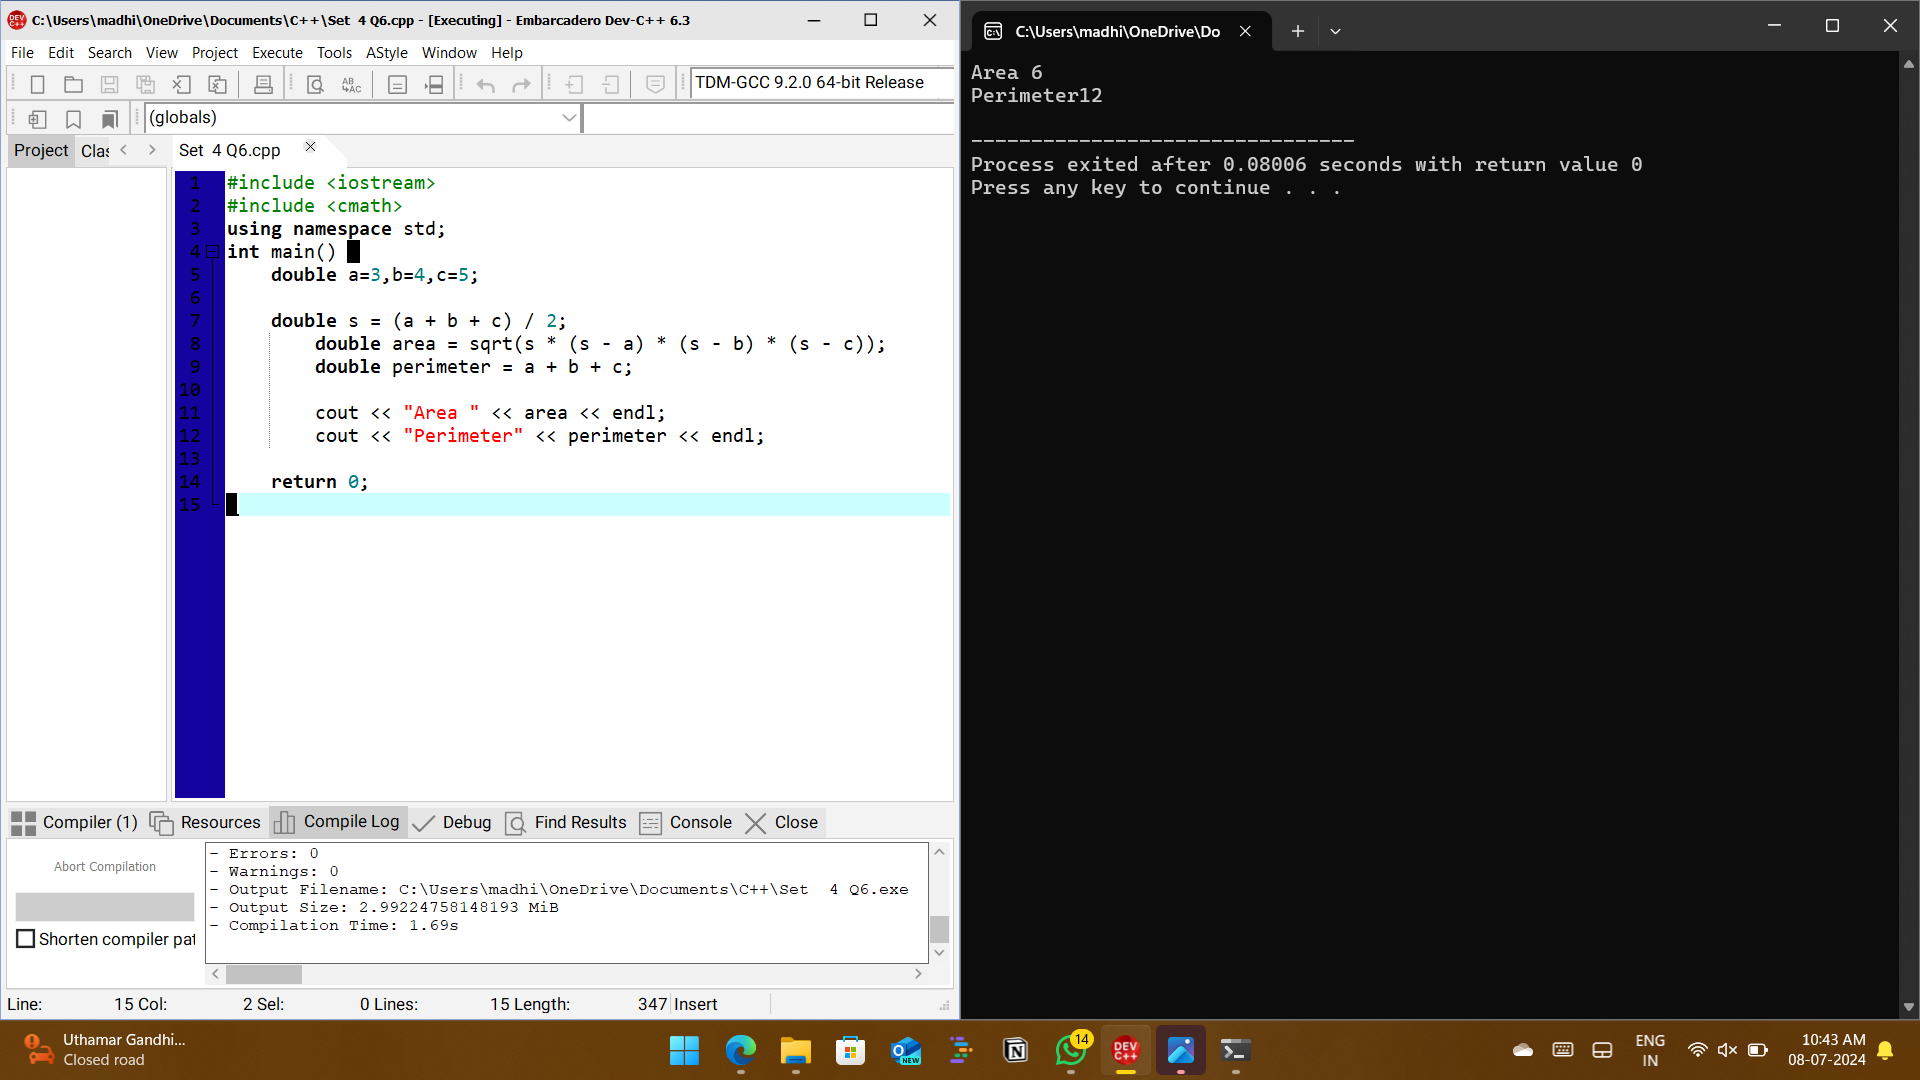 C:\Users\madhi\OneDrive\Documents\C++\Set  4 Q6.cpp - [Executing] - Embarcadero Dev-C++ 6.3
File Edit Search View Project Execute Tools AStyle Window Help
TDM-GCC 9.2.0 64-bit Release
(globals)
Project Clas
Set  4 Q6.cpp
1 #include <iostream>
2 #include <cmath>
3 using namespace std;
4 int main()
5     double a=3,b=4,c=5;
6
7     double s = (a + b + c) / 2;
8         double area = sqrt(s * (s - a) * (s - b) * (s - c));
9         double perimeter = a + b + c;
10
11         cout << "Area " << area << endl;
12         cout << "Perimeter" << perimeter << endl;
13
14     return 0;
15
Compiler (1) Resources Compile Log Debug Find Results Console Close
Abort Compilation
Shorten compiler pat
- Errors: 0
- Warnings: 0
- Output Filename: C:\Users\madhi\OneDrive\Documents\C++\Set  4 Q6.exe
- Output Size: 2.99224758148193 MiB
- Compilation Time: 1.69s
Line: 15 Col: 2 Sel: 0 Lines: 15 Length: 347 Insert
C:\Users\madhi\OneDrive\Do
Area 6
Perimeter12
--------------------------------
Process exited after 0.08006 seconds with return value 0
Press any key to continue . . .
Uthamar Gandhi...
Closed road
NEW
14
DEV
C++
ENG
IN
10:43 AM
08-07-2024